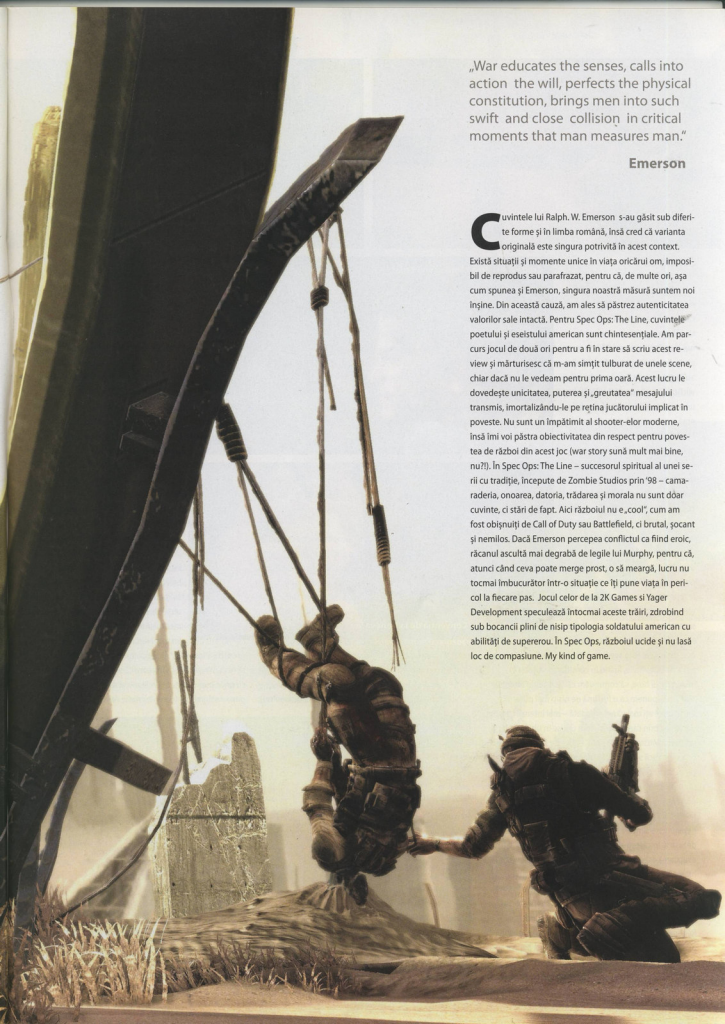 „War educates the senses, calls into
action the will, perfects the physical
constitution, brings men into such
swift and close collision in critical
moments that man measures man.“
Emerson
Cuvintele lui Ralph. W. Emerson s-au găsit sub diferi-
te forme și în limba română, însă cred că varianta
originală este singura potrivită în acest context.
Există situații și momente unice în viața oricărui om, imposi-
bil de reprodus sau parafrazat, pentru că, de multe ori, așa
cum spunea și Emerson, singura noastră măsură suntem noi
înșine. Din această cauză, am ales să păstrez autenticitatea
valorilor sale intactă. Pentru Spec Ops: The Line, cuvintele
poetului și eseistului american sunt chintesențiale. Am par-
curs jocul de două ori pentru a fi în stare să scriu acest re-
view și mărturisesc că m-am simțit tulburat de unele scene,
chiar dacă nu le vedeam pentru prima oară. Acest lucru le
dovedește unicitatea, puterea și „greutatea” mesajului
transmis, imortalizându-le pe retina jucătorului implicat în
poveste. Nu sunt un împătimit al shooter-elor moderne,
însă îmi voi păstra obiectivitatea din respect pentru poves-
tea de război din acest joc (war story sună mult mai bine,
nu?!). În Spec Ops: The Line – succesorul spiritual al unei se-
rii cu tradiție, începute de Zombie Studios prin ‘98 – cama-
raderia, onoarea, datoria, trădarea și morala nu sunt doar
cuvinte, ci stări de fapt. Aici războiul nu e „cool”, cum am
fost obișnuiți de Call of Duty sau Battlefield, ci brutal, șocant
și nemilos. Dacă Emerson percepea conflictul ca fiind eroic,
răcanul ascultă mai degrabă de legile lui Murphy, pentru că,
atunci când ceva poate merge prost, o să meargă, lucru nu
tocmai îmbucurător într-o situație ce îți pune viața în peri-
col la fiecare pas. Jocul celor de la 2K Games si Yager
Development speculează întocmai aceste trăiri, zdrobind
sub bocancii plini de nisip tipologia soldatului american cu
abilități de supererou. În Spec Ops, războiul ucide și nu lasă
loc de compasiune. My kind of game.